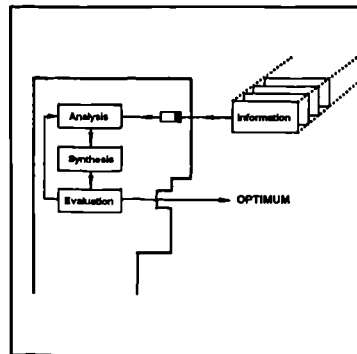 Analysis
Information
Synthesis
Evaluation
OPTIMUM